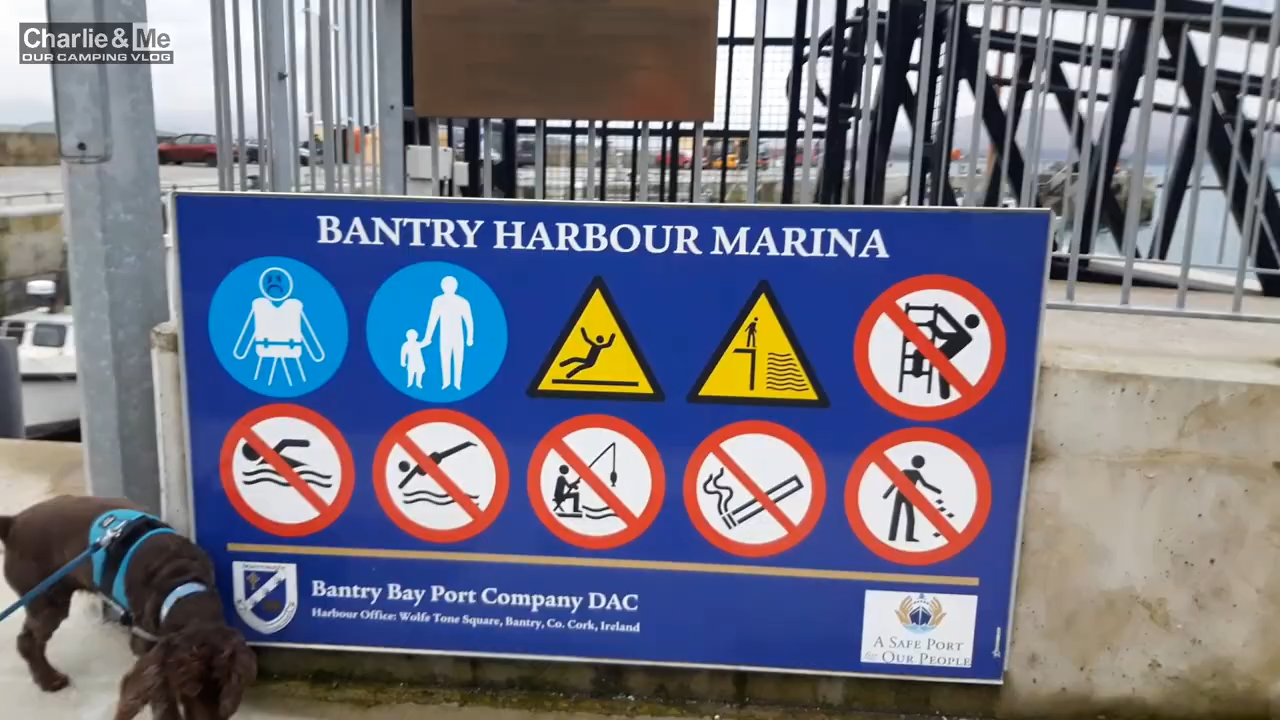 Charlie & Me
OUR CAMPING VLOG
BANTRY HARBOUR MARINA
Bantry Bay Port Company DAC
Harbour Office: Wolfe Tone Square, Bantry, Co. Cork, Ireland
A SAFE PORT
for OUR PEOPLE